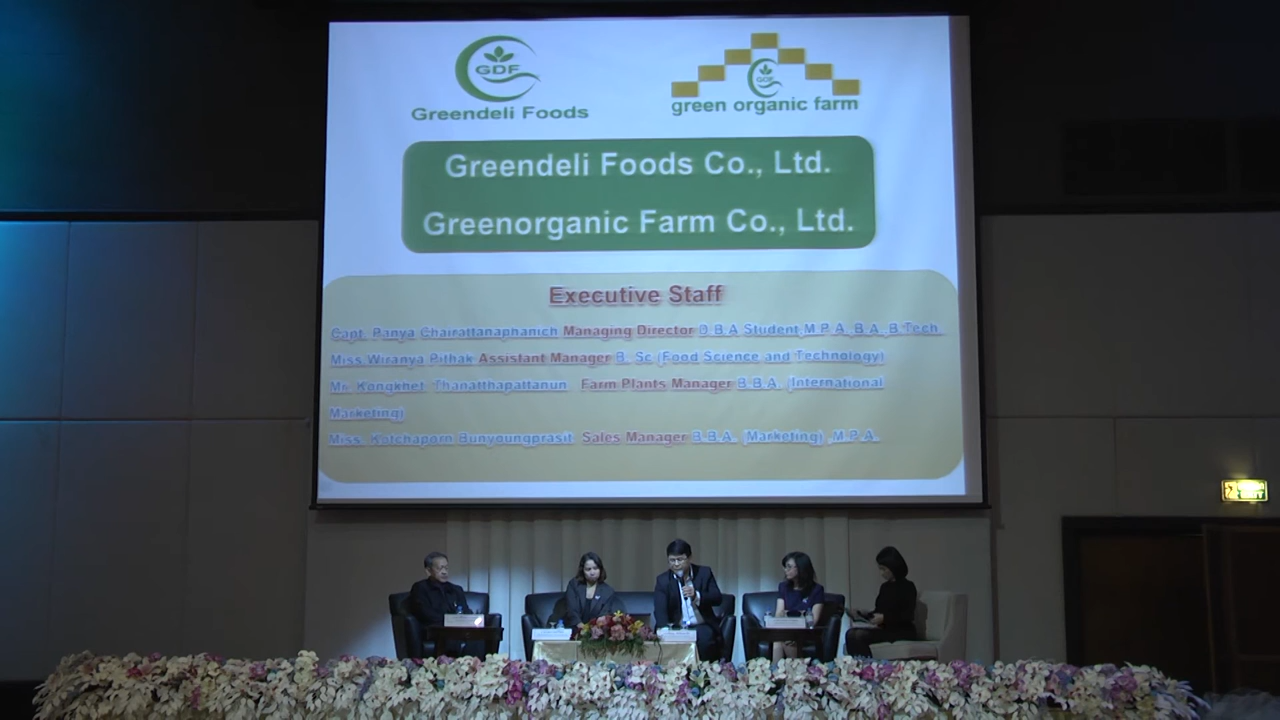 GDF
Greendeli Foods
GDF
green organic farm
Greendeli Foods Co., Ltd.
Greenorganic Farm Co., Ltd.
Executive Staff
Capt. Panya Chairattanaphanich Managing Director D.B.A Student,M.P.A.,B.A.,B.Tech.
Miss.Wiranya Pithak Assistant Manager B. Sc (Food Science and Technology)
Mr. Kongkhet Thanatthapattanun Farm Plants Manager B.B.A. (International
Marketing)
Miss. Katchaporn Bunyoungprasit Sales Manager B.B.A. (Marketing) ,M.P.A.